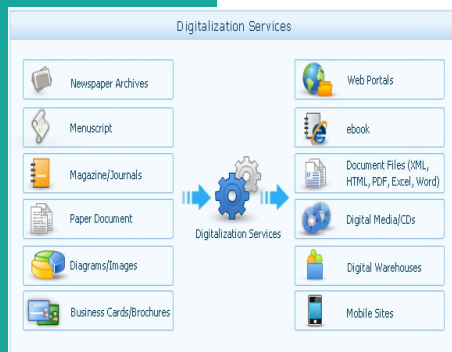 Digitalization Services
Newspaper Archives
Menuscript
Magazine/Journals
Paper Document
Diagrams/Images
Business Cards/Brochures
Digitalization Services
Web Portals
ebook
Document Files (XML,
HTML, PDF, Excel, Word)
Digital Media/CDs
Digital Warehouses
Mobile Sites